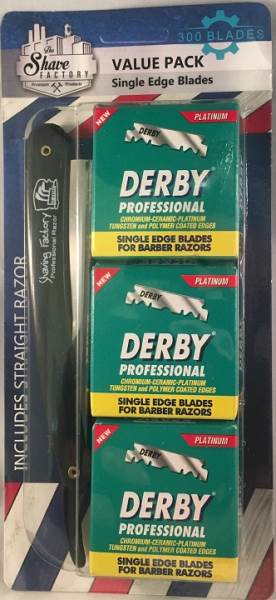 The
Shave
FACTORY
Premium Products
300 BLADES
VALUE PACK
Single Edge Blades
Shaving Factory
Professional Razor
INCLUDES STRAIGHT RAZOR
NEW
PLATINUM
DERBY
DERBY
PROFESSIONAL
CHROMIUM-CERAMIC-PLATINUM
TUNGSTEN and POLYMER COATED EDGES
SINGLE EDGE BLADES
FOR BARBER RAZORS
NEW
PLATINUM
DERBY
DERBY
PROFESSIONAL
CHROMIUM-CERAMIC-PLATINUM
TUNGSTEN and POLYMER COATED EDGES
SINGLE EDGE BLADES
FOR BARBER RAZORS
NEW
PLATINUM
DERBY
DERBY
PROFESSIONAL
CHROMIUM-CERAMIC-PLATINUM
TUNGSTEN and POLYMER COATED EDGES
SINGLE EDGE BLADES
FOR BARBER RAZORS